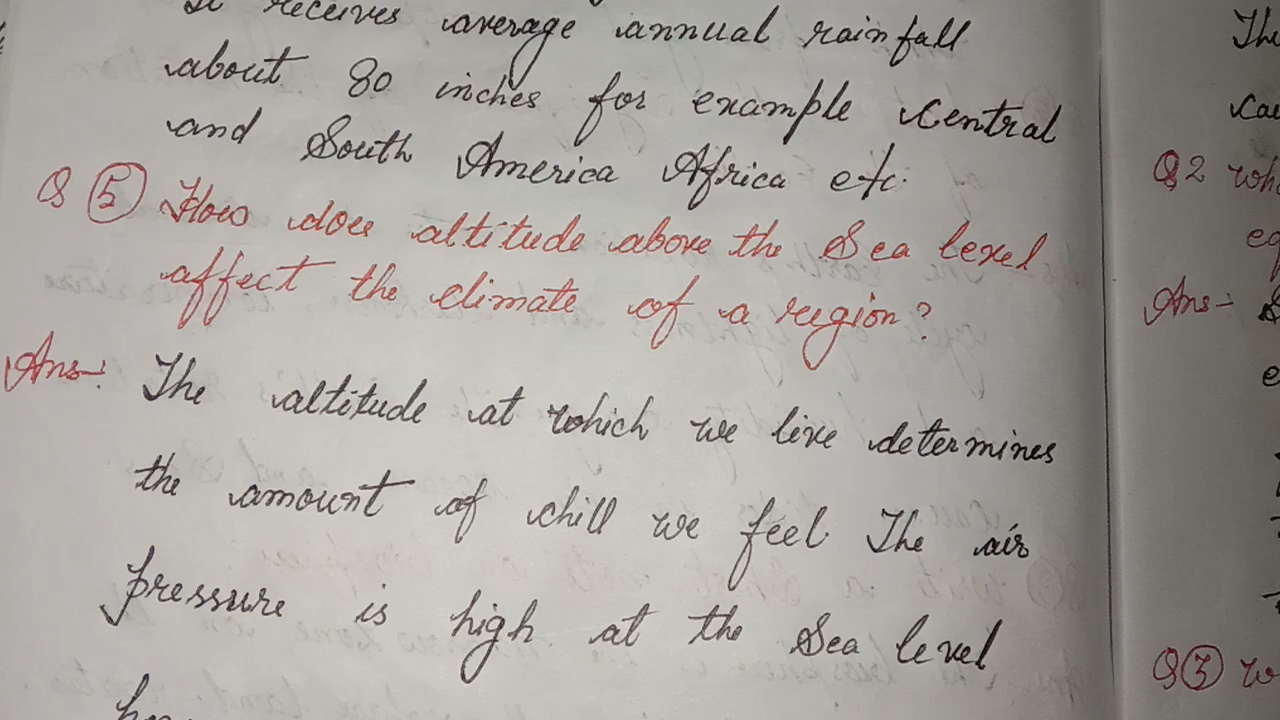 It receives average annual rainfall
about 80 inches for example Central
and South America Africa etc.
Q 5 How does altitude above the Sea level
affect the climate of a region?
Ans-: The altitude at which we live determines
the amount of chill we feel. The air
pressure is high at the Sea level
The
Q2
Ans-
Q 3